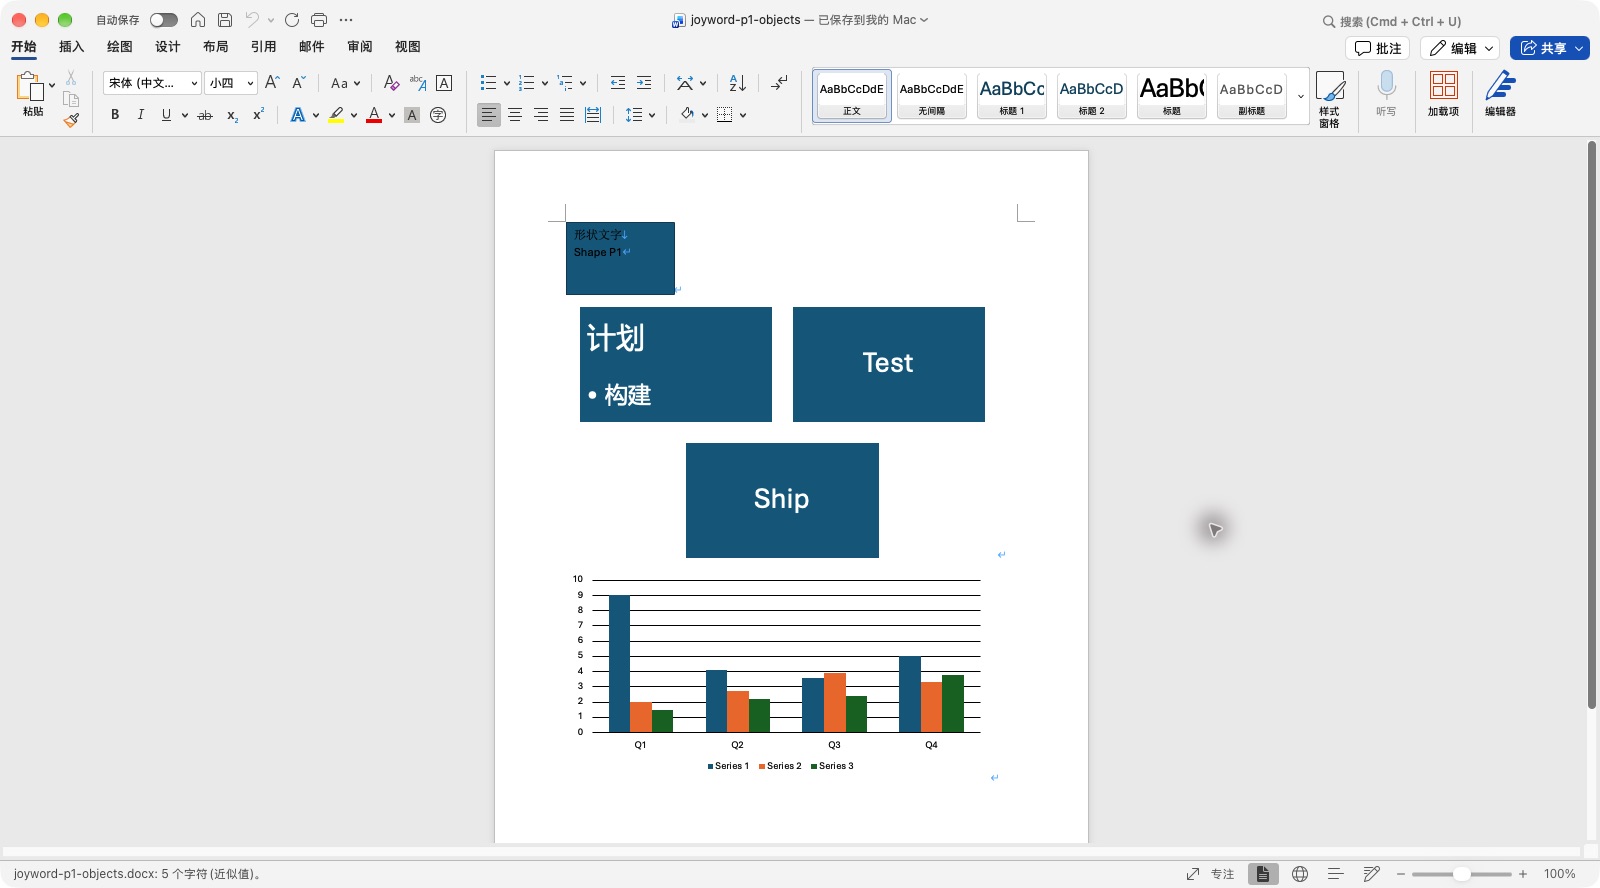 自动保存
joyword-p1-objects — 已保存到我的 Mac
搜索 (Cmd + Ctrl + U)
开始 插入 绘图 设计 布局 引用 邮件 审阅 视图
批注 编辑 共享
粘贴
宋体 (中文... 小四 A A Aa abc A A
B I U ab x₂ x² A A A 字
AaBbCcDdE AaBbCcDdE AaBbCc AaBbCcD AaBb( AaBbCcD
正文 无间隔 标题 1 标题 2 标题 副标题
样式
窗格
听写 加载项 编辑器
形状文字
Shape P1
计划
• 构建
Test
Ship
10
9
8
7
6
5
4
3
2
1
0
Q1 Q2 Q3 Q4
Series 1 Series 2 Series 3
joyword-p1-objects.docx: 5 个字符(近似值)。
专注
100%